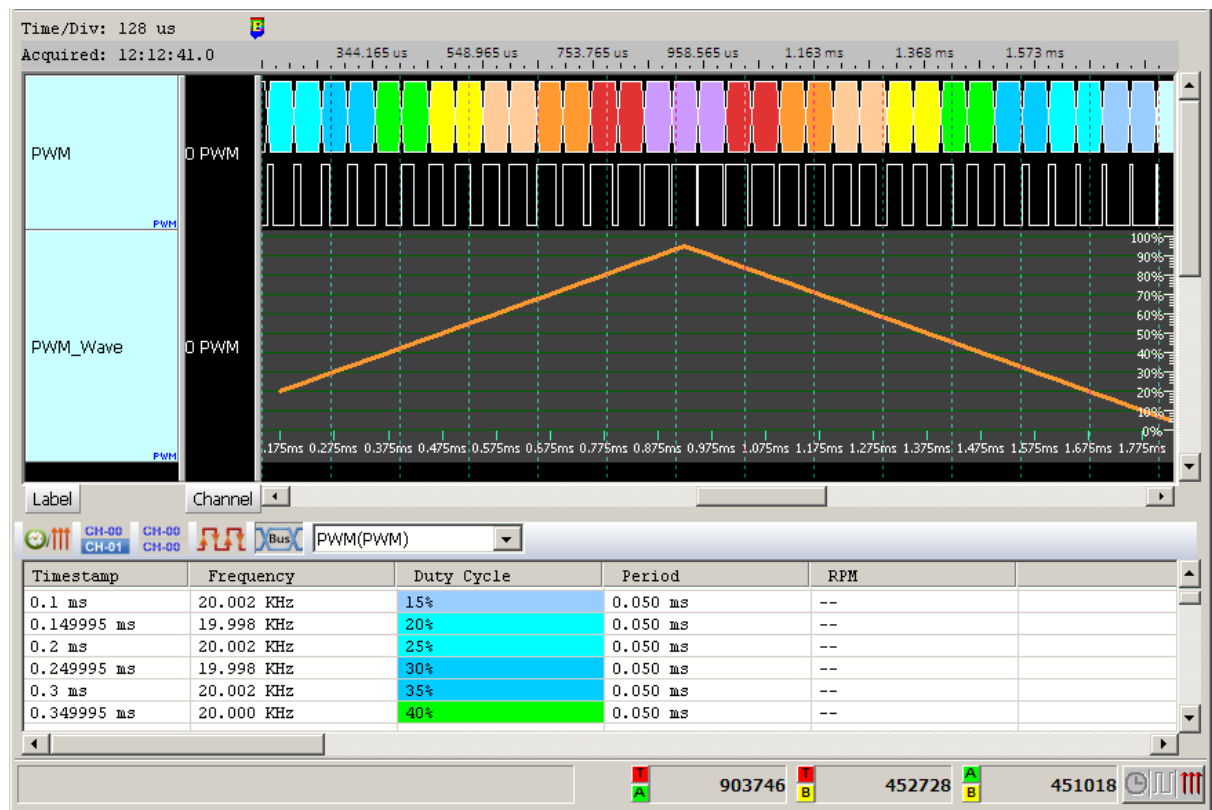 Time/Div: 128 us B
Acquired: 12:12:41.0 344.165 us 548.965 us 753.765 us 958.565 us 1.163 ms 1.368 ms 1.573 ms
PWM 0 PWM
PWM
100%
90%
80%
70%
60%
50%
PWM_Wave 0 PWM
40%
30%
20%
10%
0%
.175ms 0.275ms 0.375ms 0.475ms 0.575ms 0.675ms 0.775ms 0.875ms 0.975ms 1.075ms 1.175ms 1.275ms 1.375ms 1.475ms 1.575ms 1.675ms 1.775ms
PWM
Label Channel
CH-00 CH-00
CH-01 CH-00
Bus PWM(PWM)
Timestamp Frequency Duty Cycle Period RPM
0.1 ms 20.002 KHz 15% 0.050 ms --
0.149995 ms 19.998 KHz 20% 0.050 ms --
0.2 ms 20.002 KHz 25% 0.050 ms --
0.249995 ms 19.998 KHz 30% 0.050 ms --
0.3 ms 20.002 KHz 35% 0.050 ms --
0.349995 ms 20.000 KHz 40% 0.050 ms --
T A 903746 T B 452728 A B 451018